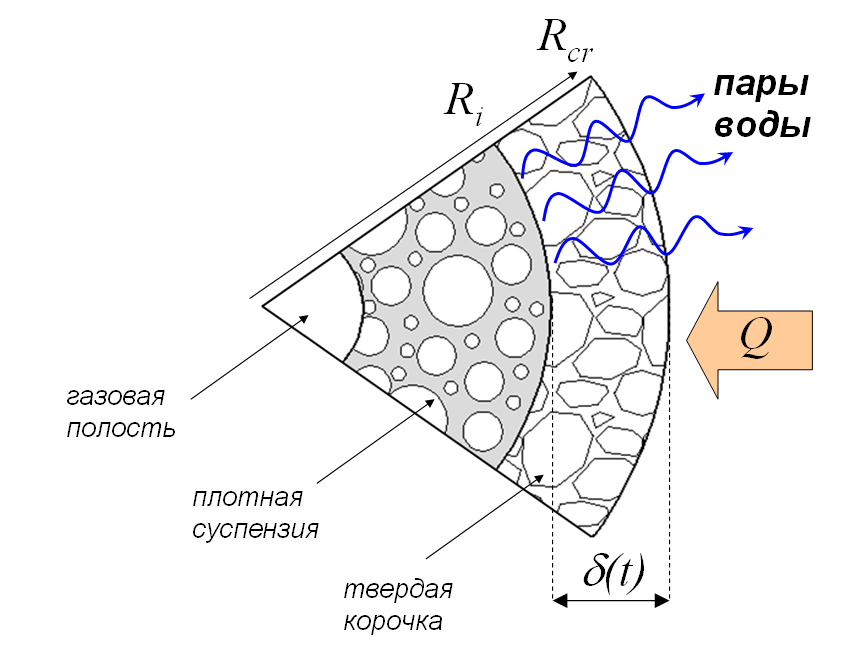 R_cr
R_i
пары
воды
Q
газовая
полость
плотная
суспензия
твердая
корочка
δ(t)